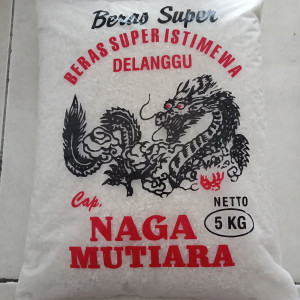 Beras Super
BERAS SUPER ISTIMEWA
DELANGGU
Cap.
NETTO
5 KG
NAGA
MUTIARA